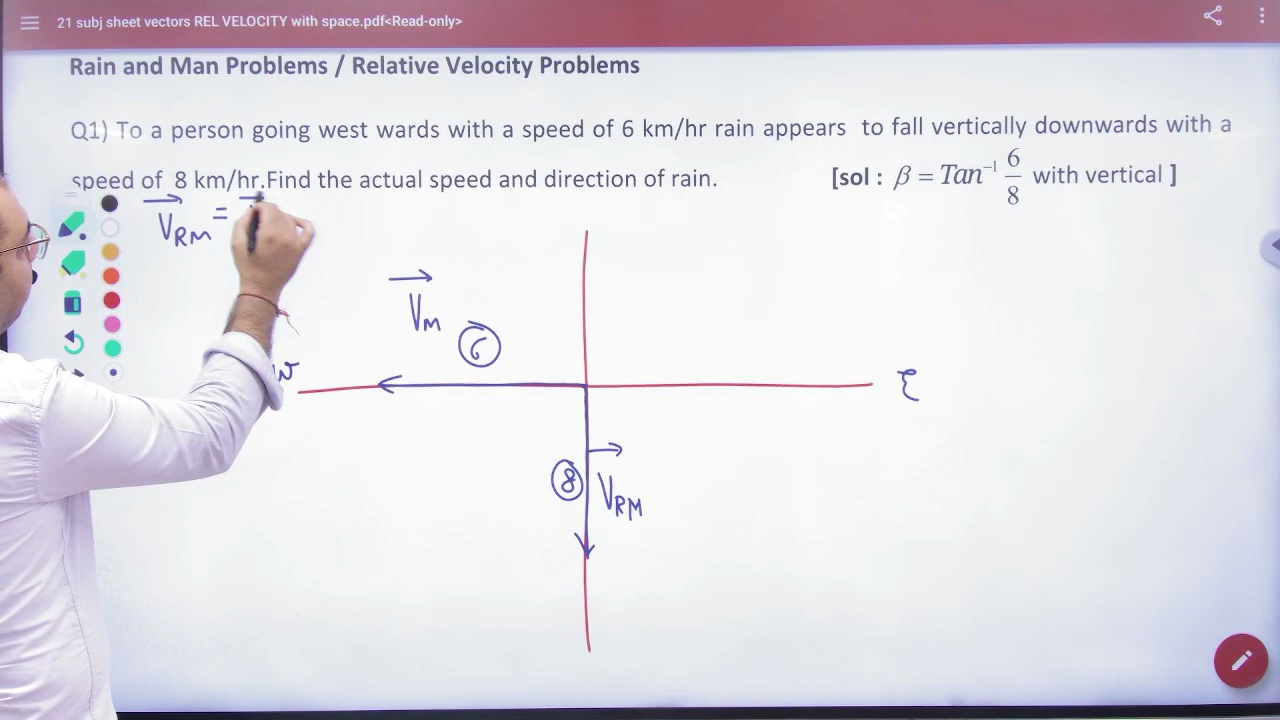 21 subj sheet vectors REL VELOCITY with space.pdf<Read-only>
Rain and Man Problems / Relative Velocity Problems
Q1) To a person going west wards with a speed of 6 km/hr rain appears to fall vertically downwards with a
speed of 8 km/hr.Find the actual speed and direction of rain. [sol : β = Tan⁻¹ 6/8 with vertical ]
V⃗RM =
V⃗M
6
W
E
8
V⃗RM